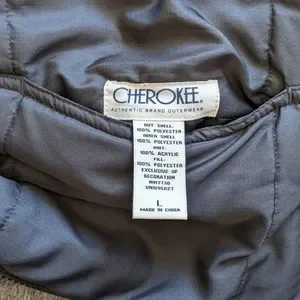 CHEROKEE®
AUTHENTIC BRAND OUTERWEAR
OUT SHELL:
100% POLYESTER
INNER SHELL
100% POLYESTER
KNIT:
100% ACRYLIC
FILL:
100% POLYESTER
EXCLUSIVE OF
DECORATION
L
MADE IN CHINA